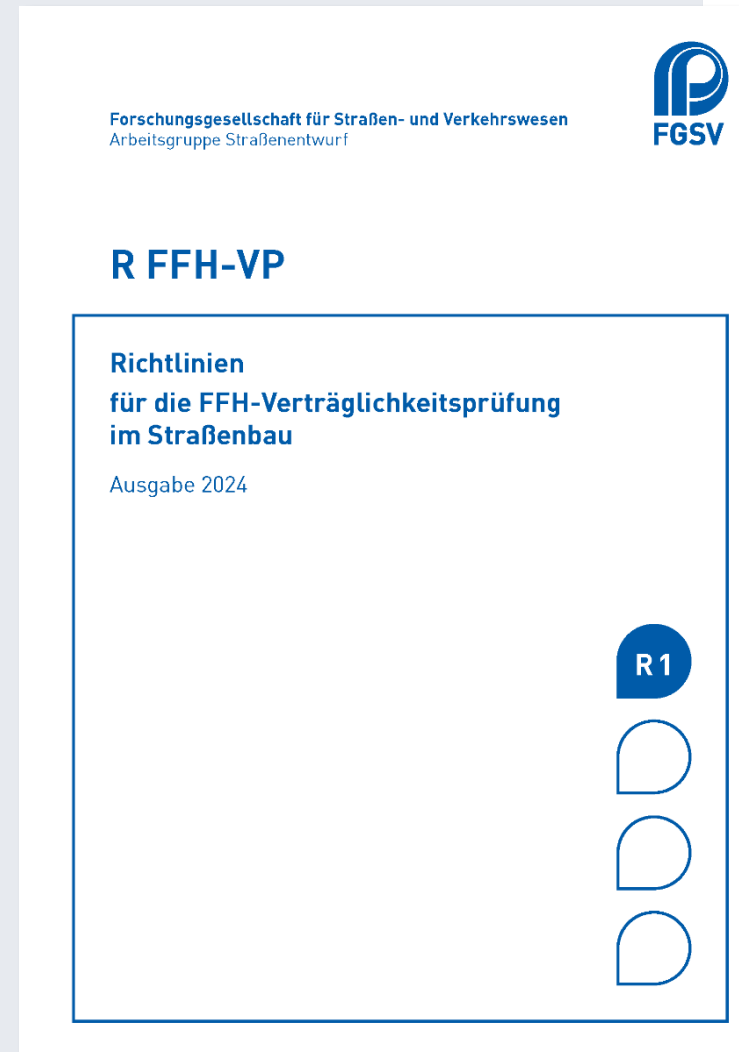 Forschungsgesellschaft für Straßen- und Verkehrswesen
Arbeitsgruppe Straßenentwurf
FGSV
R FFH-VP
Richtlinien
für die FFH-Verträglichkeitsprüfung
im Straßenbau
Ausgabe 2024
R 1